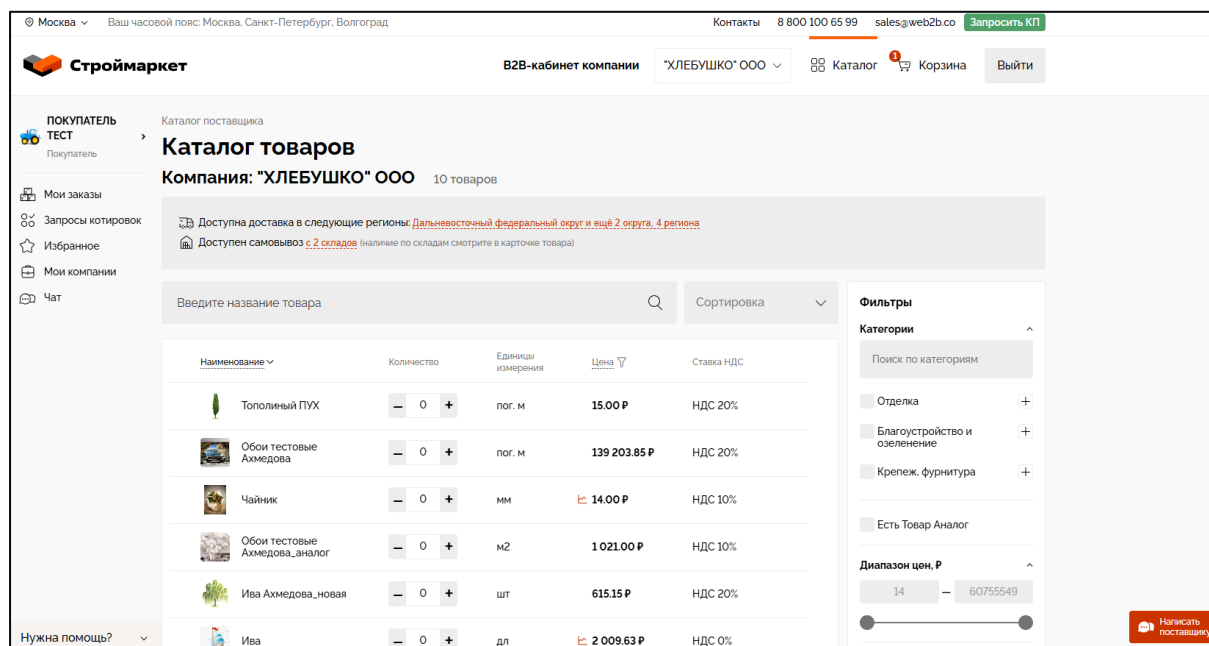 Москва Ваш часовой пояс: Москва, Санкт-Петербург, Волгоград Контакты 8 800 100 65 99 sales@web2b.co Запросить КП
Строймаркет В2В-кабинет компании "ХЛЕБУШКО" ООО Каталог 1 Корзина Выйти
ПОКУПАТЕЛЬ ТЕСТ
Покупатель
Мои заказы
Запросы котировок
Избранное
Мои компании
Чат
Нужна помощь?
Каталог поставщика
Каталог товаров
Компания: "ХЛЕБУШКО" ООО 10 товаров
Доступна доставка в следующие регионы: Дальневосточный федеральный округ и ещё 2 округа, 4 региона
Доступен самовывоз с 2 складов (наличие по складам смотрите в карточке товара)
Введите название товара Сортировка
Наименование Количество Единицы измерения Цена Ставка НДС
Тополиный ПУХ – 0 + пог. м 15.00 ₽ НДС 20%
Обои тестовые Ахмедова – 0 + пог. м 139 203.85 ₽ НДС 20%
Чайник – 0 + мм 14.00 ₽ НДС 10%
Обои тестовые Ахмедова_аналог – 0 + м2 1 021.00 ₽ НДС 10%
Ива Ахмедова_новая – 0 + шт 615.15 ₽ НДС 20%
Ива – 0 + дл 2 009.63 ₽ НДС 0%
Фильтры
Категории
Поиск по категориям
Отделка +
Благоустройство и озеленение +
Крепеж, фурнитура +
Есть Товар Аналог
Диапазон цен, ₽
14 – 60755549
Написать
поставщику